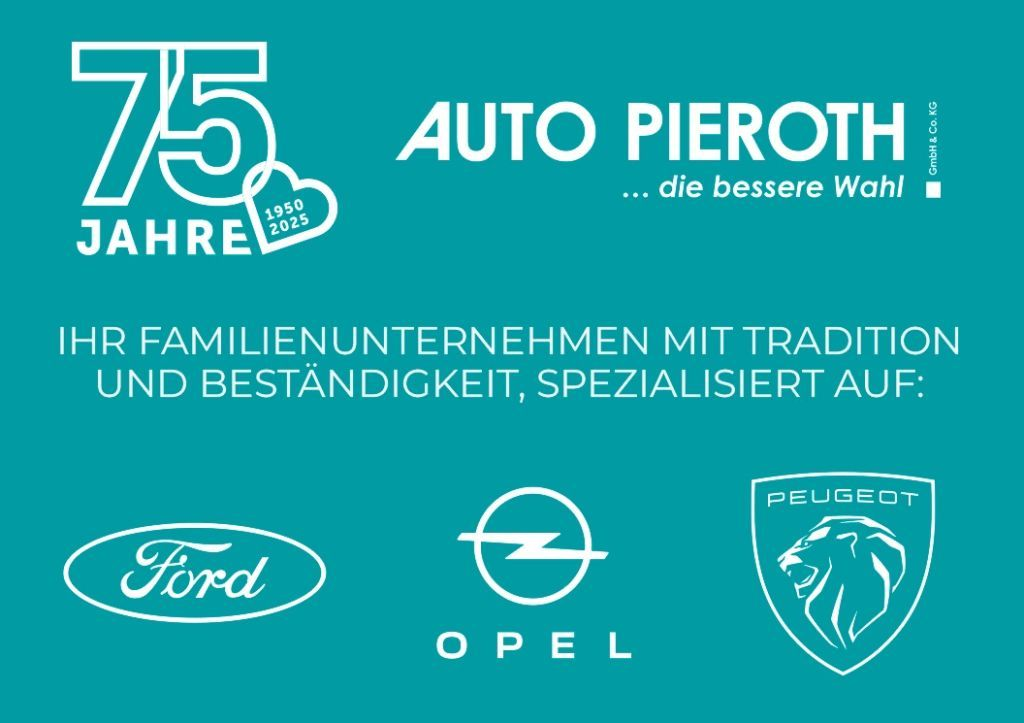 75
JAHRE
1950
2025
AUTO PIEROTH
... die bessere Wahl
GmbH & Co. KG
IHR FAMILIENUNTERNEHMEN MIT TRADITION
UND BESTÄNDIGKEIT, SPEZIALISIERT AUF:
Ford
OPEL
PEUGEOT